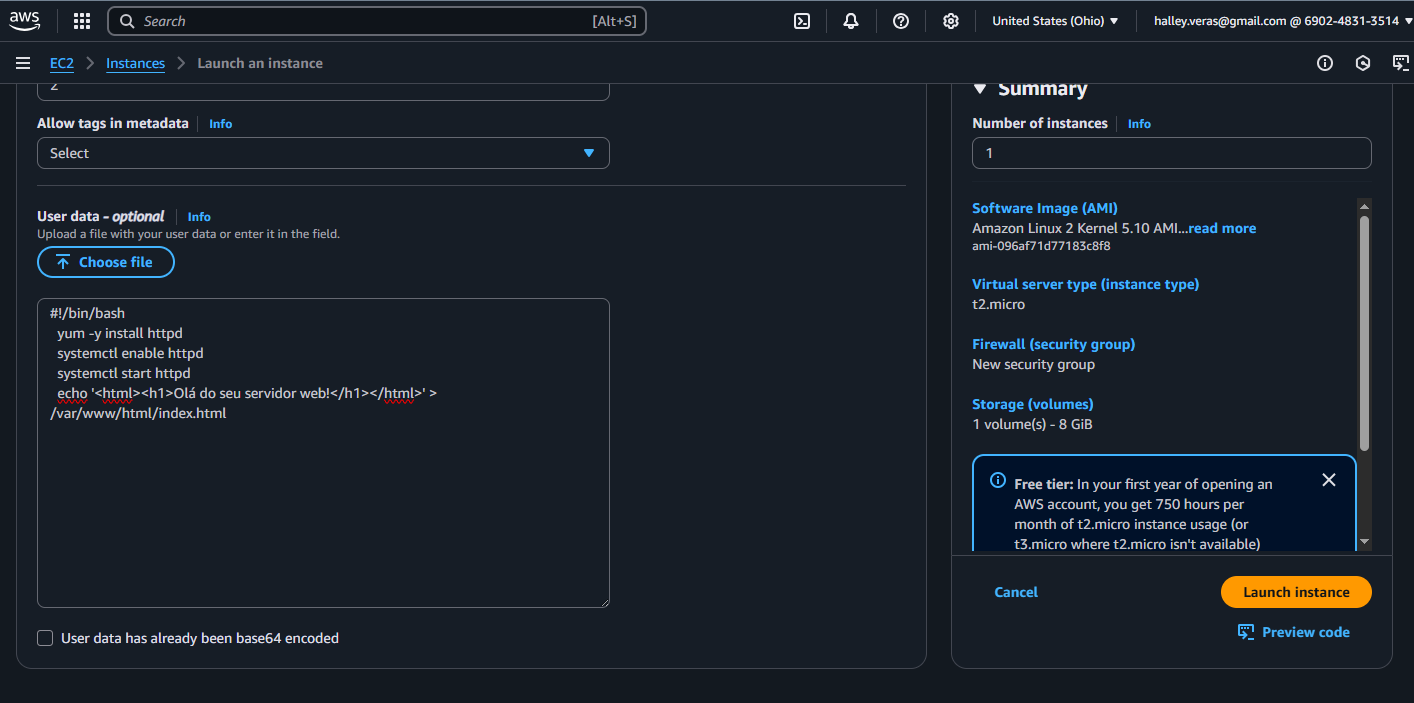 aws
Search [Alt+S]
United States (Ohio)
halley.veras@gmail.com @ 6902-4831-3514
EC2 Instances Launch an instance
2
Allow tags in metadata Info
Select
User data - optional Info
Upload a file with your user data or enter it in the field.
Choose file
#!/bin/bash
yum -y install httpd
systemctl enable httpd
systemctl start httpd
echo '<html><h1>Olá do seu servidor web!</h1></html>' >
/var/www/html/index.html
User data has already been base64 encoded
Summary
Number of instances Info
1
Software Image (AMI)
Amazon Linux 2 Kernel 5.10 AMI...read more
ami-096af71d77183c8f8
Virtual server type (instance type)
t2.micro
Firewall (security group)
New security group
Storage (volumes)
1 volume(s) - 8 GiB
Free tier: In your first year of opening an
AWS account, you get 750 hours per
month of t2.micro instance usage (or
t3.micro where t2.micro isn't available)
Cancel
Launch instance
Preview code